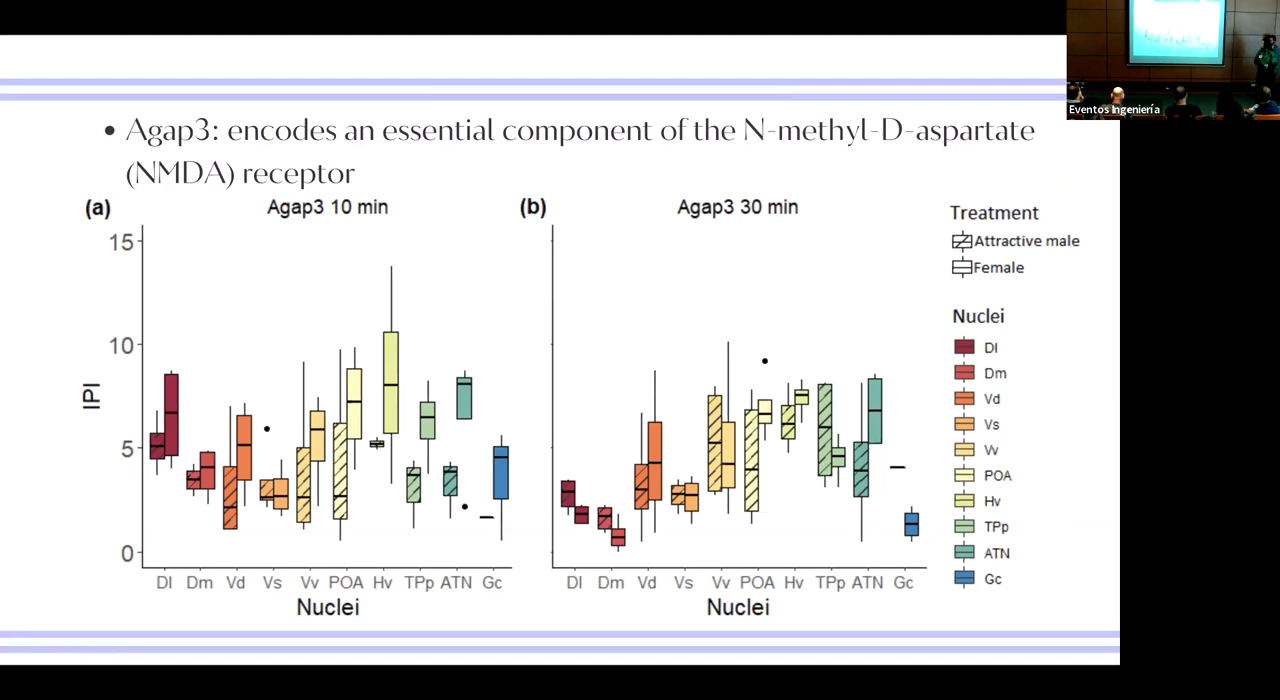 Eventos Ingeniería
• Agap3: encodes an essential component of the N-methyl-D-aspartate
(NMDA) receptor
(a)
Agap3 10 min
IPI
15
10
5
0
Dl Dm Vd Vs Vv POA Hv TPp ATN Gc
Nuclei
(b)
Agap3 30 min
Dl Dm Vd Vs Vv POA Hv TPp ATN Gc
Nuclei
Treatment
Attractive male
Female
Nuclei
Dl
Dm
Vd
Vs
Vv
POA
Hv
TPp
ATN
Gc